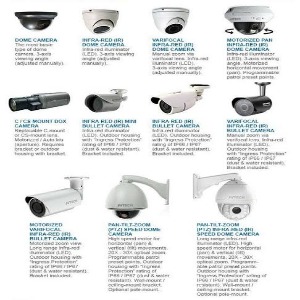 DOME CAMERA
The most basic
type of dome
camera. 3-axis
viewing angle
(adjusted manually).
INFRA-RED (IR)
DOME CAMERA
Infra-red illuminator
(LED). 3-axis viewing
angle (adjusted
manually).
VARIFOCAL
INFRA-RED (IR)
DOME CAMERA
Manual zoom via
varifocal lens. Infra-red
illuminator (LED).
3-axis viewing angle
(adjusted manually).
MOTORIZED PAN
INFRA-RED (IR)
DOME CAMERA
Infra-red illuminator
(LED). 3-axis viewing
angle. Motorized
horizontal movement
(pan). Programmable
patrol preset points.
C / CS MOUNT BOX
CAMERA
Replaceable C-mount
or CS-mount lens.
Manual / Auto Iris
(aperture). Requires
bracket or outdoor
housing with bracket.
INFRA RED (IR) MINI
BULLET CAMERA
Infra-red illuminator
(LED). Outdoor housing
with "Ingress Protection"
rating of IP66 / IP67
(dust & water resistant).
Bracket included.
INFRA-RED (IR)
BULLET CAMERA
Infra-red illuminator
(LED). Outdoor housing
with "Ingress Protection"
rating of IP66 / IP67
(dust & water resistant).
Bracket included.
VARIFOCAL
INFRA-RED (IR)
BULLET CAMERA
Manual zoom via
varifocal lens. Infra-red
illuminator (LED).
Outdoor housing with
"Ingress Protection"
rating of IP66 / IP67
(dust & water resistant).
Bracket included.
MOTORIZED
VARIFOCAL
INFRA-RED (IR)
BULLET CAMERA
Motorized zoom view
range. Infra-red
illuminator (LED).
Outdoor housing with
"Ingress Protection"
rating of IP66 / IP67
(dust & water resistant).
Bracket included.
PAN-TILT-ZOOM
(PTZ) SPEED DOME
CAMERA
High speed motor for
horizontal (pan) &
vertical (tilt) movements.
20X - 30X optical zoom.
Programmable patrol
preset points. Outdoor
housing with "Ingress
Protection" rating of
IP66 / IP67 (dust &
water resistant).
Wall-mount bracket
included. Ceiling-mount
option. Pole-mount
option.
PAN-TILT-ZOOM
(PTZ) INFRA RED (IR)
SPEED DOME CAMERA
Long range infra-red
illuminator (LED). High
speed motor for
horizontal (pan) & vertical
(tilt) movements. 20X - 30X
optical zoom. Programmable
patrol preset points.
Outdoor housing with
"Ingress Protection" rating
of IP66 / IP67 (dust & water
resistant). Wall-mount
bracket included.
Optional pole-mount.